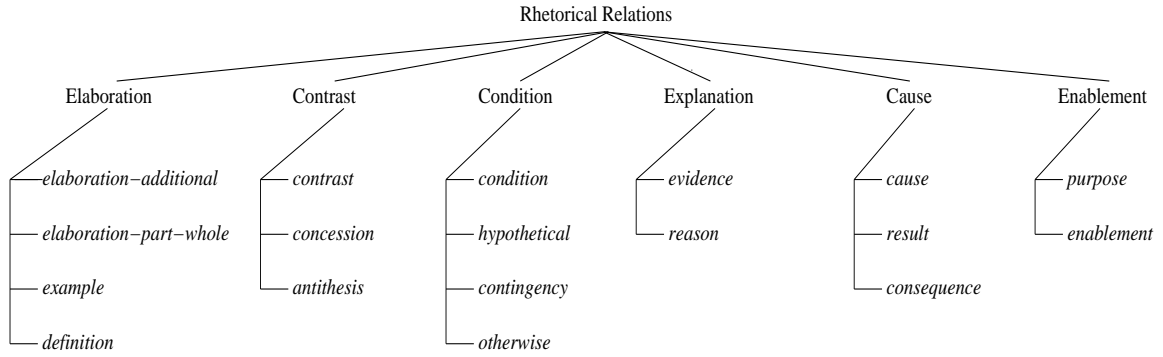 Rhetorical Relations
Elaboration Contrast Condition Explanation Cause Enablement
elaboration−additional contrast condition evidence cause purpose
elaboration−part−whole concession hypothetical reason result enablement
example antithesis contingency consequence
definition otherwise